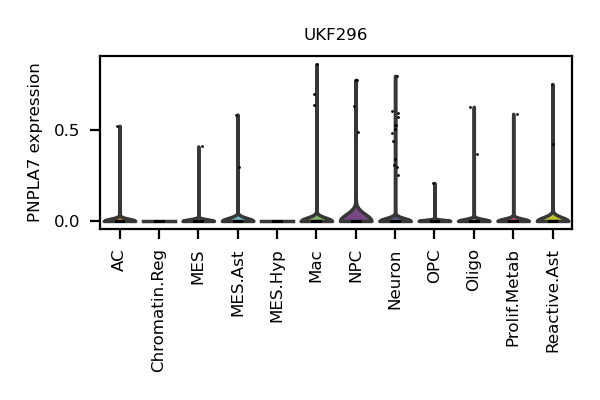 UKF296
PNPLA7 expression
0.5
0.0
AC
Chromatin.Reg
MES
MES.Ast
MES.Hyp
Mac
NPC
Neuron
OPC
Oligo
Prolif.Metab
Reactive.Ast